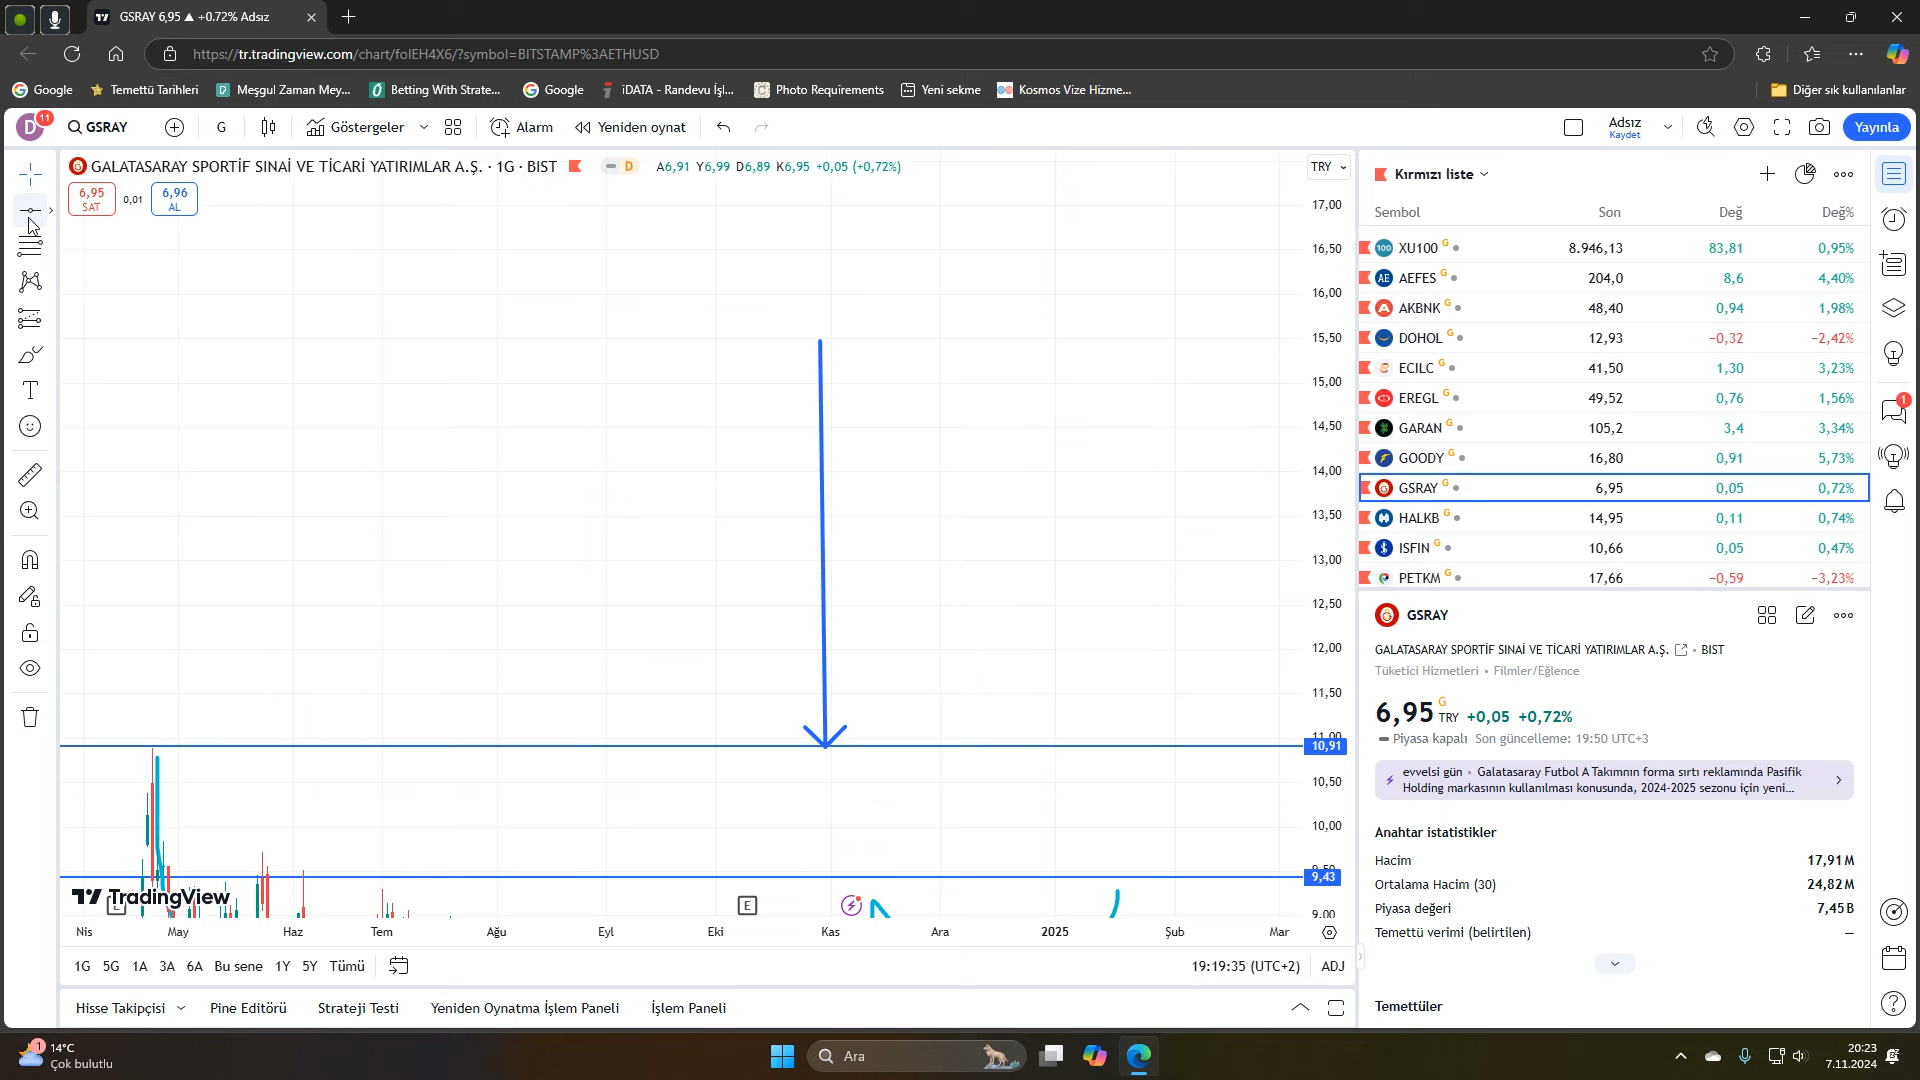 GSRAY 6,95 ▲ +0.72% Adsız
https://tr.tradingview.com/chart/folEH4X6/?symbol=BITSTAMP%3AETHUSD
Google
Temettü Tarihleri
Meşgul Zaman Mey...
Betting With Strate...
Google
iDATA - Randevu İşl...
Photo Requirements
Yeni sekme
Kosmos Vize Hizme...
Diğer sık kullanılanlar
D 11
GSRAY
G
Göstergeler
Alarm
Yeniden oynat
Adsız
Kaydet
Yayınla
GALATASARAY SPORTİF SINAİ VE TİCARİ YATIRIMLAR A.Ş. · 1G · BIST
D
A6,91 Y6,99 D6,89 K6,95 +0,05 (+0,72%)
TRY
6,95
SAT
0,01
6,96
AL
17,00
16,50
16,00
15,50
15,00
14,50
14,00
13,50
13,00
12,50
12,00
11,50
11,00
10,91
10,50
10,00
9,50
9,43
9,00
TradingView
E
E
Nis May Haz Tem Ağu Eyl Eki Kas Ara 2025 Şub Mar
1G 5G 1A 3A 6A Bu sene 1Y 5Y Tümü
19:19:35 (UTC+2) ADJ
Hisse Takipçisi Pine Editörü Strateji Testi Yeniden Oynatma İşlem Paneli İşlem Paneli
Kırmızı liste
Sembol Son Değ Değ%
100 XU100 G 8.946,13 83,81 0,95%
AE AEFES G 204,0 8,6 4,40%
AKBNK G 48,40 0,94 1,98%
DOHOL G 12,93 −0,32 −2,42%
ECILC G 41,50 1,30 3,23%
EREGL G 49,52 0,76 1,56%
GARAN G 105,2 3,4 3,34%
GOODY G 16,80 0,91 5,73%
GSRAY G 6,95 0,05 0,72%
HALKB G 14,95 0,11 0,74%
ISFIN G 10,66 0,05 0,47%
PETKM G 17,66 −0,59 −3,23%
GSRAY
GALATASARAY SPORTİF SINAİ VE TİCARİ YATIRIMLAR A.Ş. • BIST
Tüketici Hizmetleri • Filmler/Eğlence
6,95 G TRY +0,05 +0,72%
Piyasa kapalı Son güncelleme: 19:50 UTC+3
evvelsi gün • Galatasaray Futbol A Takımnın forma sırtı reklamında Pasifik
Holding markasının kullanılması konusunda, 2024-2025 sezonu için yeni...
Anahtar istatistikler
Hacim 17,91M
Ortalama Hacim (30) 24,82M
Piyasa değeri 7,45B
Temettü verimi (belirtilen) —
Temettüler
1
1
14°C
Çok bulutlu
Ara
20:23
7.11.2024